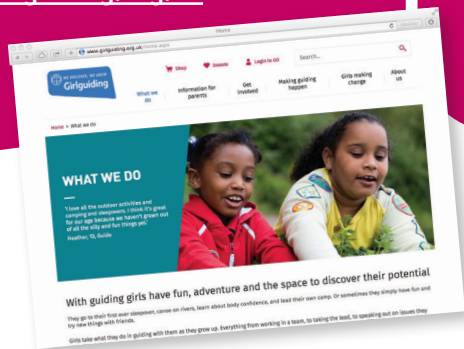 Home
www.girlguiding.org.uk/home.aspx
Shop
Donate
Login to GO
Search...
WE DISCOVER, WE GROW
Girlguiding
What we do
Information for parents
Get involved
Making guiding happen
Girls making change
About us
Home > What we do
WHAT WE DO
'I love all the outdoor activities and
camping and sleepovers. I think it's great
for our age because we haven't grown out
of all the silly and fun things yet.'
Heather, 13, Guide
With guiding girls have fun, adventure and the space to discover their potential
They go to their first ever sleepover, canoe on rivers, learn about body confidence, and lead their own camp. Or sometimes they simply have fun and
try new things with friends.
Girls take what they do in guiding with them as they grow up. Everything from working in a team, to taking the lead, to speaking out on issues they